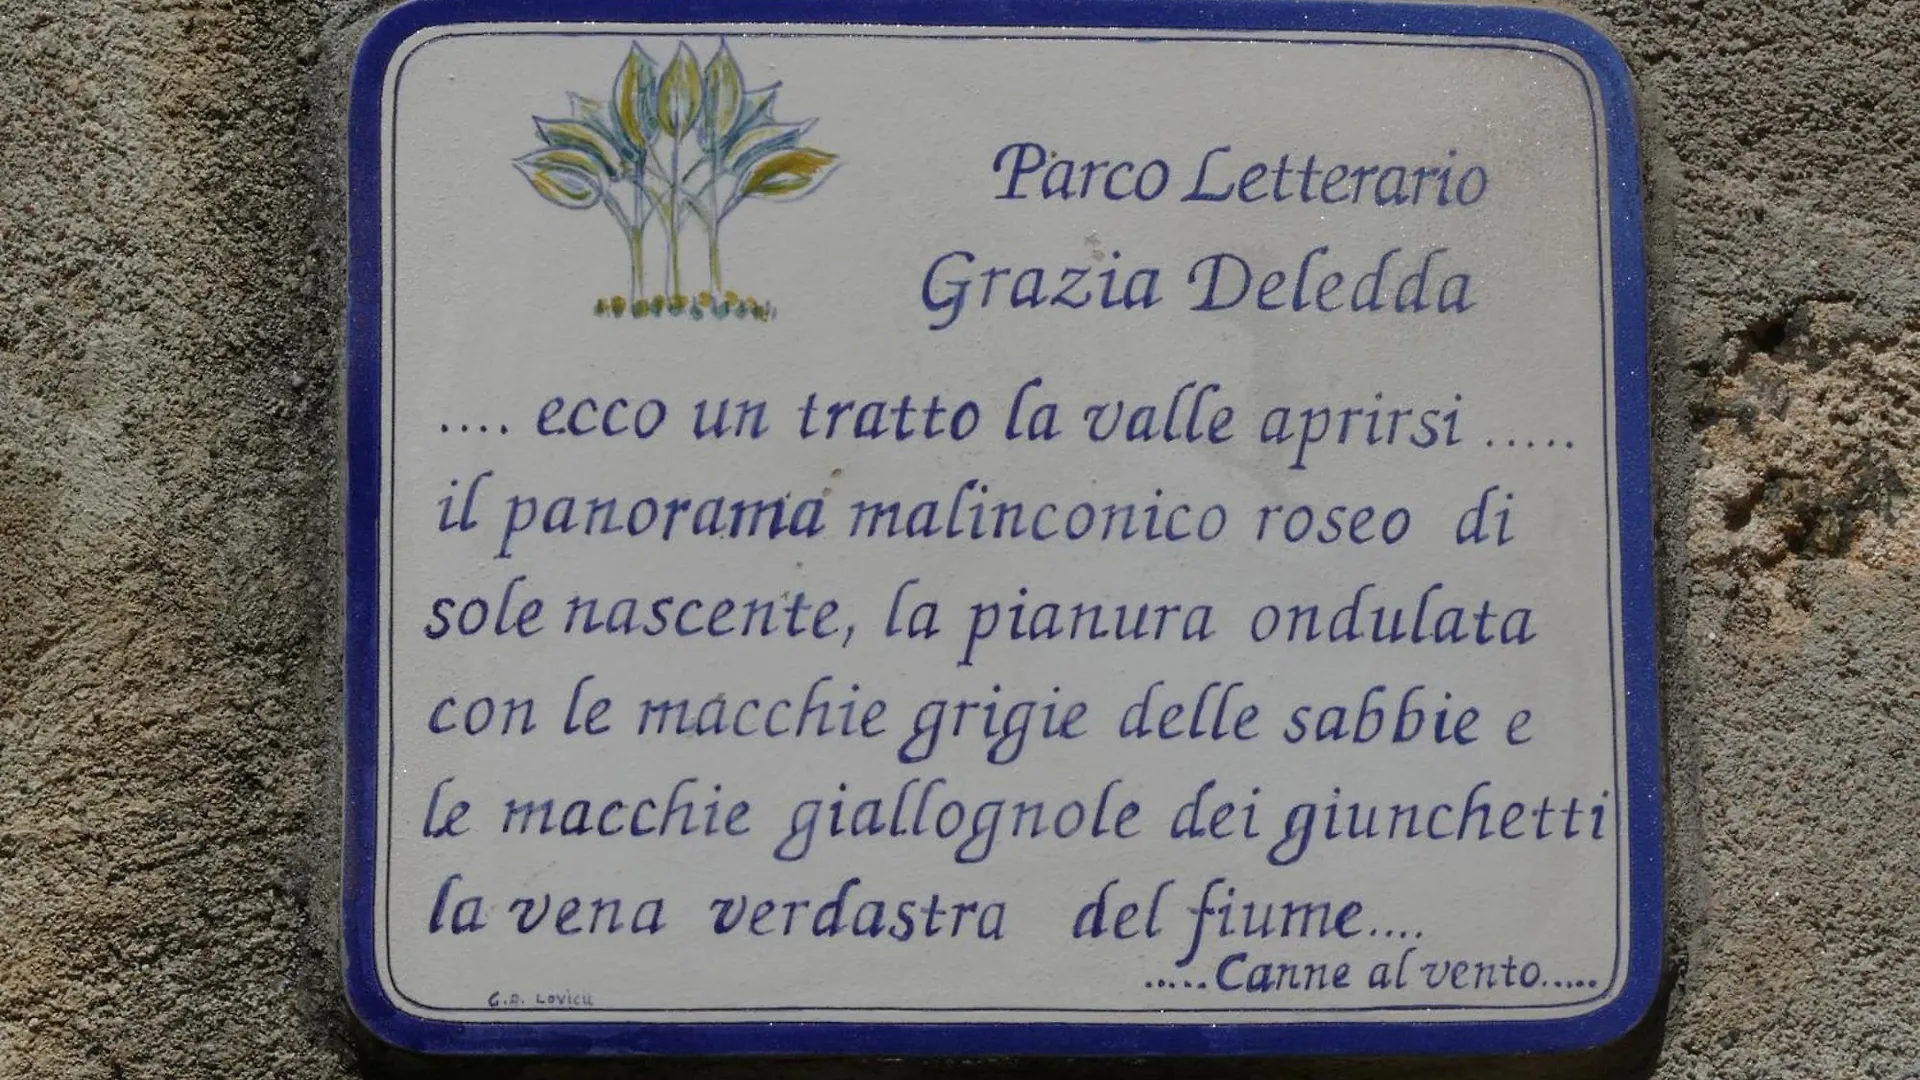 Parco Letterario
Grazia Deledda
.... ecco un tratto la valle aprirsi .....
il panorama malinconico roseo di
sole nascente, la pianura ondulata
con le macchie grigie delle sabbie e
le macchie giallognole dei giunchetti
la vena verdastra del fiume....
.....Canne al vento.....
G.A. Lovicu